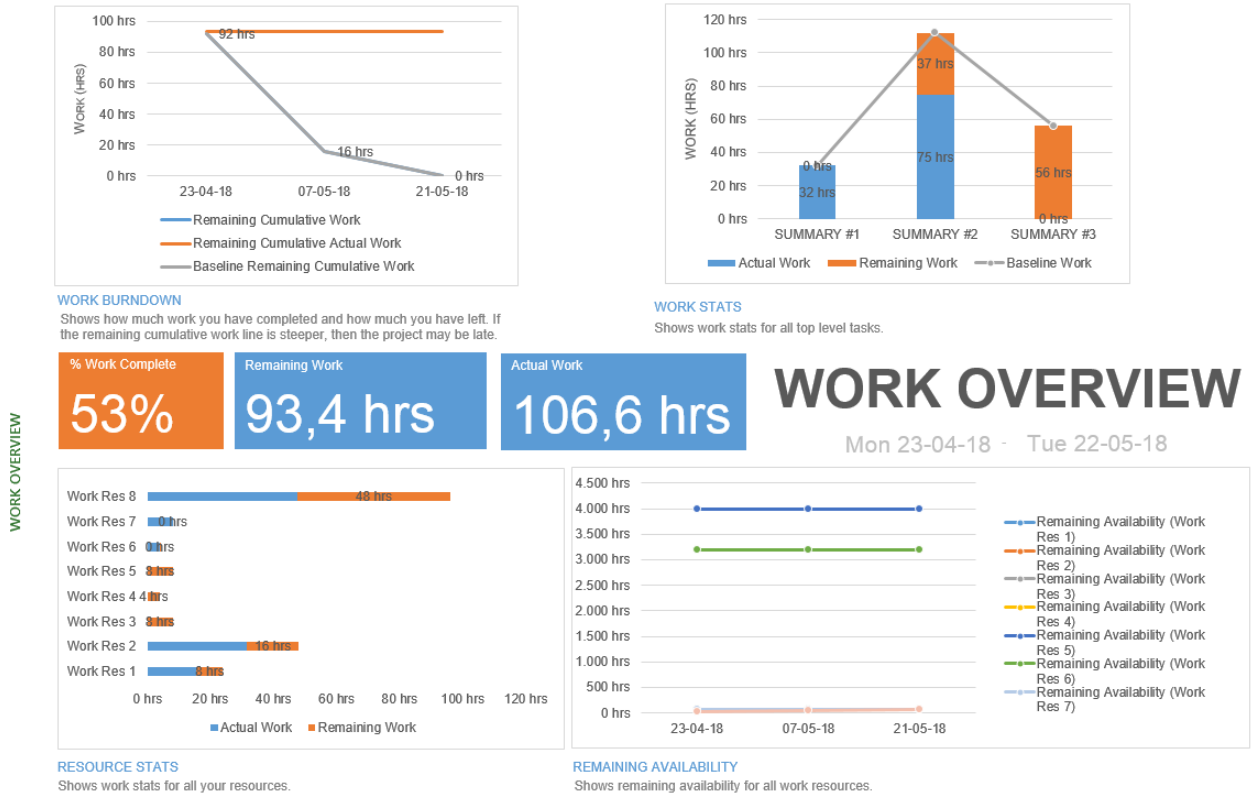 100 hrs
80 hrs
60 hrs
40 hrs
20 hrs
0 hrs
WORK (HRS)
92 hrs
16 hrs
0 hrs
23-04-18
07-05-18
21-05-18
Remaining Cumulative Work
Remaining Cumulative Actual Work
Baseline Remaining Cumulative Work
WORK BURNDOWN
Shows how much work you have completed and how much you have left. If
the remaining cumulative work line is steeper, then the project may be late.
120 hrs
100 hrs
80 hrs
60 hrs
40 hrs
20 hrs
0 hrs
WORK (HRS)
0 hrs
32 hrs
37 hrs
75 hrs
56 hrs
0 hrs
SUMMARY #1
SUMMARY #2
SUMMARY #3
Actual Work
Remaining Work
Baseline Work
WORK STATS
Shows work stats for all top level tasks.
% Work Complete
53%
Remaining Work
93,4 hrs
Actual Work
106,6 hrs
WORK OVERVIEW
Mon 23-04-18 - Tue 22-05-18
WORK OVERVIEW
Work Res 8
48 hrs
Work Res 7
0 hrs
Work Res 6
0 hrs
Work Res 5
8 hrs
Work Res 4
4 hrs
Work Res 3
8 hrs
Work Res 2
16 hrs
Work Res 1
8 hrs
0 hrs
20 hrs
40 hrs
60 hrs
80 hrs
100 hrs
120 hrs
Actual Work
Remaining Work
RESOURCE STATS
Shows work stats for all your resources.
4.500 hrs
4.000 hrs
3.500 hrs
3.000 hrs
2.500 hrs
2.000 hrs
1.500 hrs
1.000 hrs
500 hrs
0 hrs
23-04-18
07-05-18
21-05-18
Remaining Availability (Work
Res 1)
Remaining Availability (Work
Res 2)
Remaining Availability (Work
Res 3)
Remaining Availability (Work
Res 4)
Remaining Availability (Work
Res 5)
Remaining Availability (Work
Res 6)
Remaining Availability (Work
Res 7)
REMAINING AVAILABILITY
Shows remaining availability for all work resources.